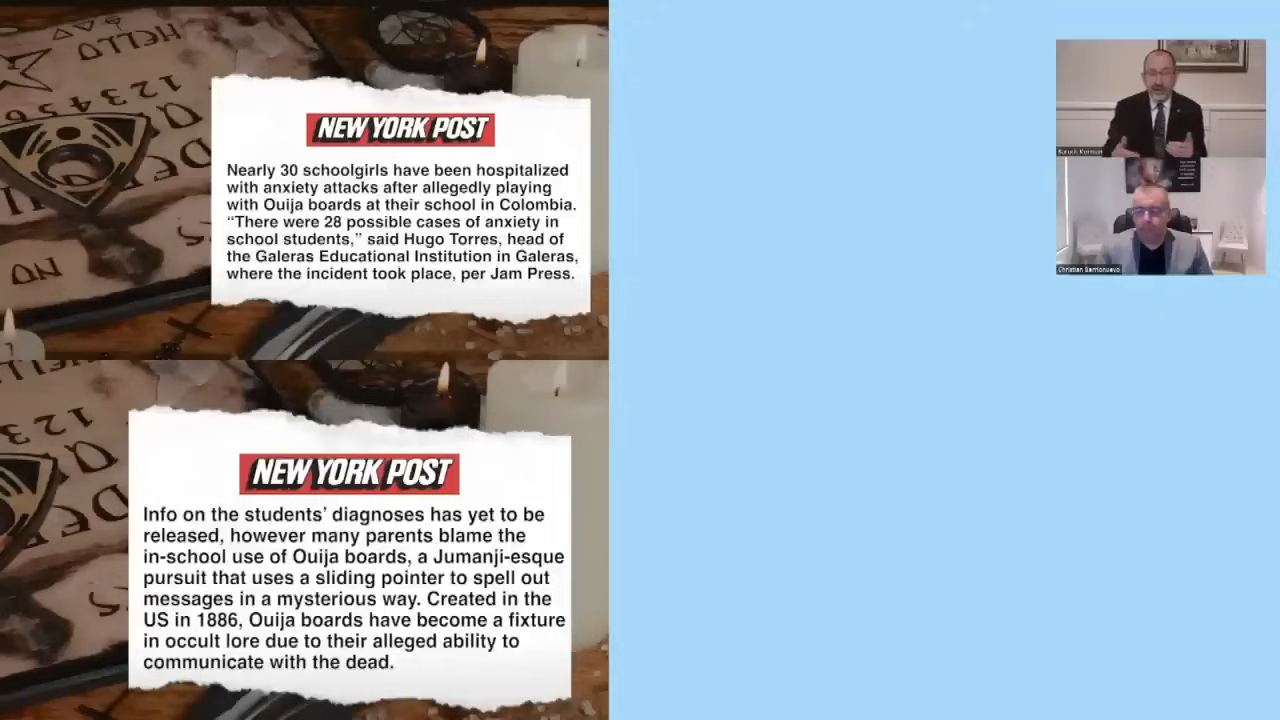 HELLO
123456
NO
NEW YORK POST
Nearly 30 schoolgirls have been hospitalized
with anxiety attacks after allegedly playing
with Ouija boards at their school in Colombia.
“There were 28 possible cases of anxiety in
school students,” said Hugo Torres, head of
the Galeras Educational Institution in Galeras,
where the incident took place, per Jam Press.
123
NEW YORK POST
Info on the students’ diagnoses has yet to be
released, however many parents blame the
in-school use of Ouija boards, a Jumanji-esque
pursuit that uses a sliding pointer to spell out
messages in a mysterious way. Created in the
US in 1886, Ouija boards have become a fixture
in occult lore due to their alleged ability to
communicate with the dead.
Baruch Korman
Christian Barrionuevo